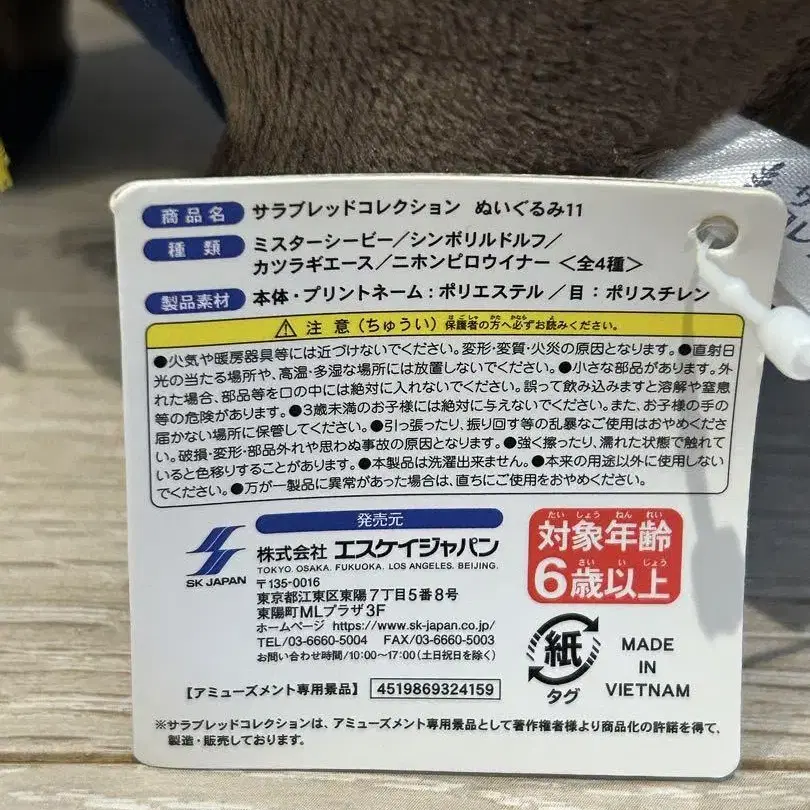 商品名 サラブレッドコレクション ぬいぐるみ11
種類 ミスターシービー／シンボリルドルフ／
カツラギエース／ニホンピロウイナー ＜全4種＞
製品素材 本体・プリントネーム：ポリエステル／目：ポリスチレン
⚠ 注意（ちゅうい） 保護者の方へ必ずお読みください。
●火気や暖房器具等には近づけないでください。変形・変質・火災の原因となります。●直射日
光の当たる場所や、高温・多湿な場所には放置しないでください。●小さな部品があります。外
れた場合、部品等を口の中には絶対に入れないでください。誤って飲み込みますと溶解や窒息
等の危険があります。●3歳未満のお子様には絶対に与えないでください。また、お子様の手の
届かない場所に保管してください。●引っ張ったり、振り回す等の乱暴なご使用はおやめくださ
い。破損・変形・部品外れや思わぬ事故の原因となります。●強く擦ったり、濡れた状態で触れて
いると色移りすることがあります。●本製品は洗濯出来ません。●本来の用途以外に使用しない
でください。●万が一製品に異常があった場合は、直ちにご使用をおやめください。
発売元
SK JAPAN
株式会社 エスケイジャパン
TOKYO. OSAKA. FUKUOKA. LOS ANGELES. BEIJING.
〒135-0016
東京都江東区東陽7丁目5番8号
東陽町MLプラザ3F
ホームページ https://www.sk-japan.co.jp/
TEL/03-6660-5004 FAX/03-6660-5003
お問い合わせ時間/10:00〜17:00(土日祝日を除く)
対象年齢
6歳以上
紙
タグ
MADE
IN
VIETNAM
【アミューズメント専用景品】 4519869324159
※サラブレッドコレクションは、アミューズメント専用景品として著作権者様より商品化の許諾を得て、
製造・販売しております。